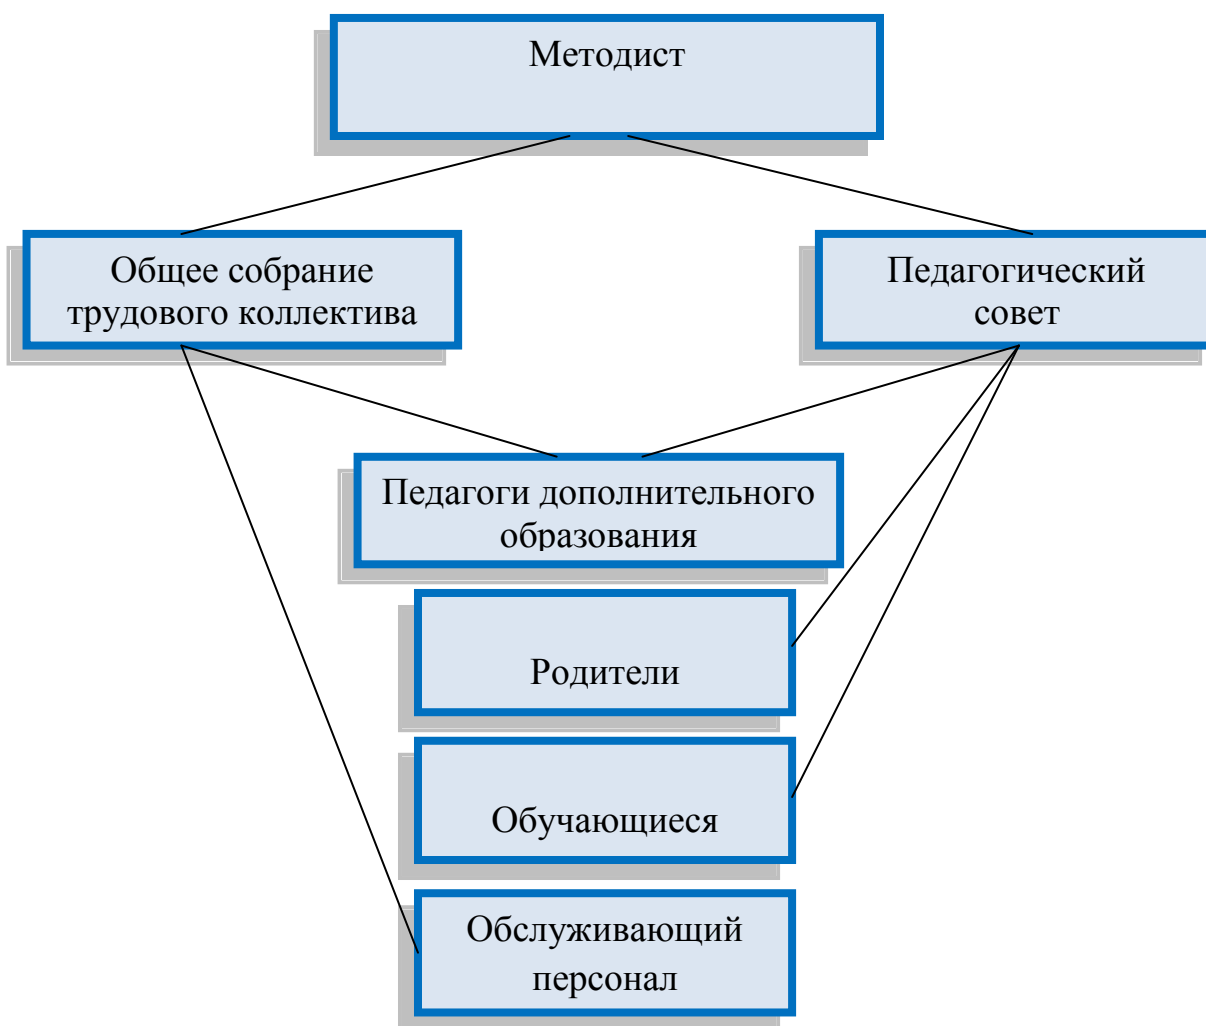 Методист
Общее собрание
трудового коллектива
Педагогический
совет
Педагоги дополнительного
образования
Родители
Обучающиеся
Обслуживающий
персонал